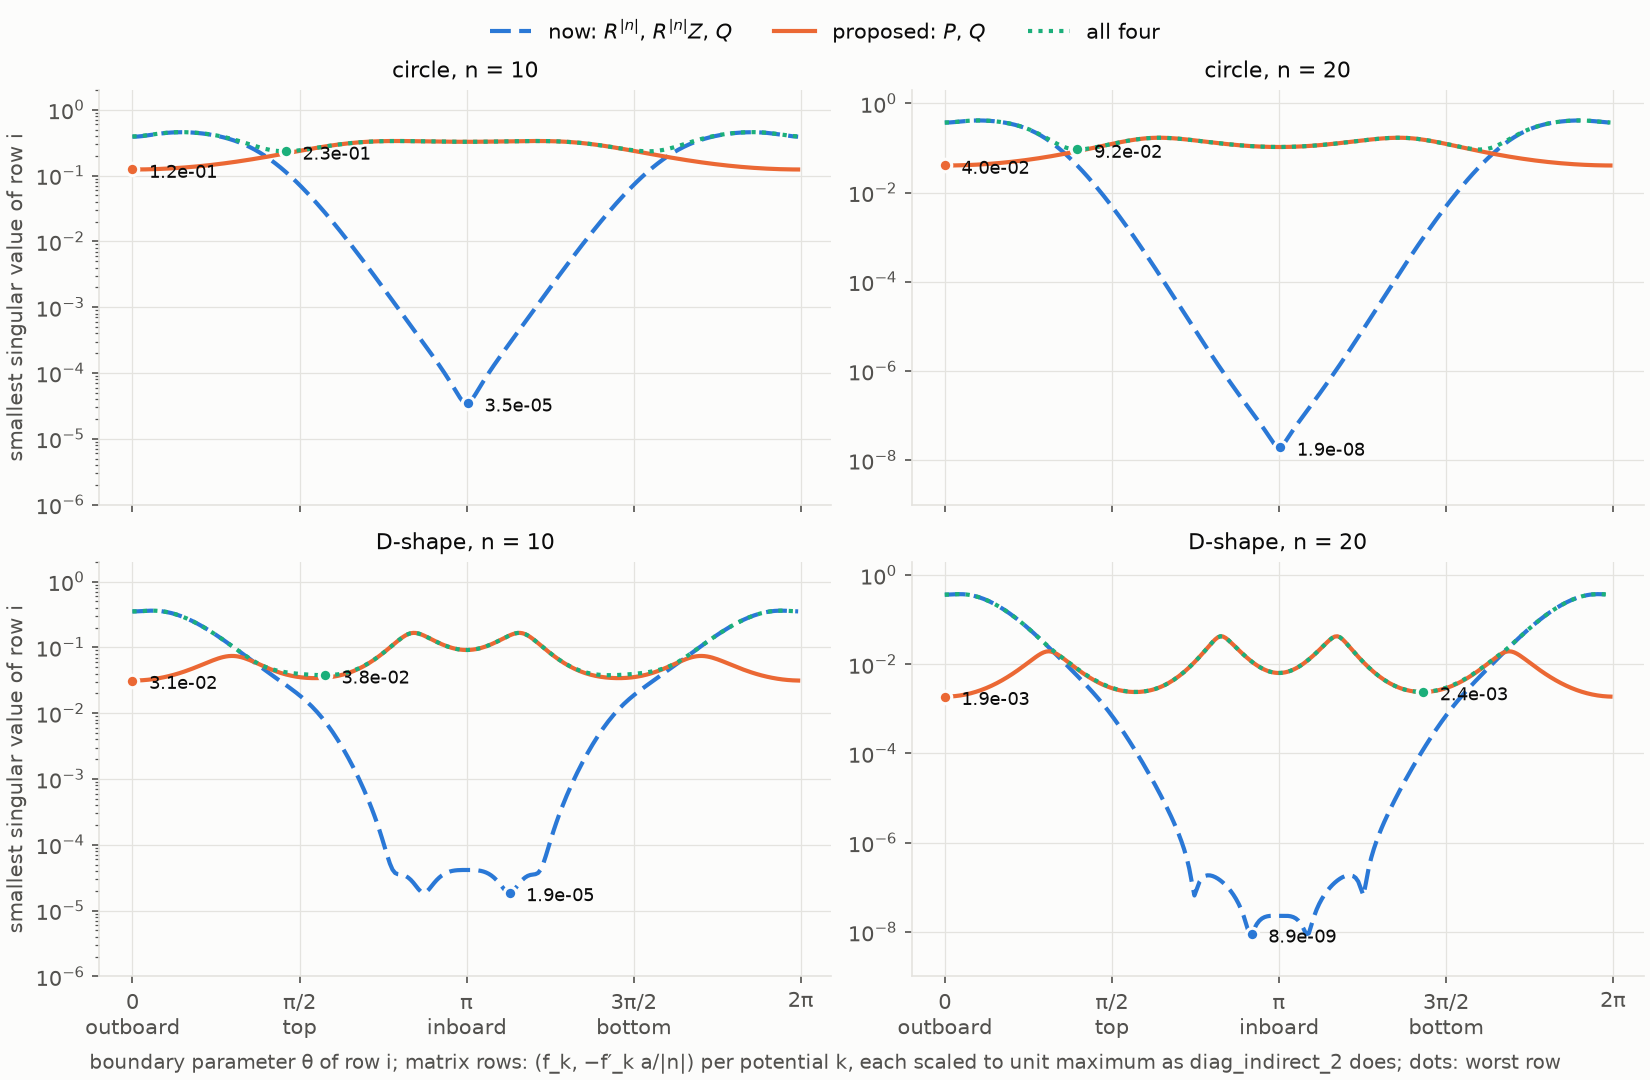 now: R^|n|, R^|n|Z, Q   proposed: P, Q   all four
circle, n = 10
smallest singular value of row i
10^0
10^−1
10^−2
10^−3
10^−4
10^−5
10^−6
1.2e-01
2.3e-01
3.5e-05
circle, n = 20
10^0
10^−2
10^−4
10^−6
10^−8
4.0e-02
9.2e-02
1.9e-08
D-shape, n = 10
smallest singular value of row i
10^0
10^−1
10^−2
10^−3
10^−4
10^−5
10^−6
3.1e-02
3.8e-02
1.9e-05
0 π/2 π 3π/2 2π
outboard top inboard bottom
D-shape, n = 20
10^0
10^−2
10^−4
10^−6
10^−8
1.9e-03
2.4e-03
8.9e-09
0 π/2 π 3π/2 2π
outboard top inboard bottom
boundary parameter θ of row i; matrix rows: (f_k, −f′_k a/|n|) per potential k, each scaled to unit maximum as diag_indirect_2 does; dots: worst row